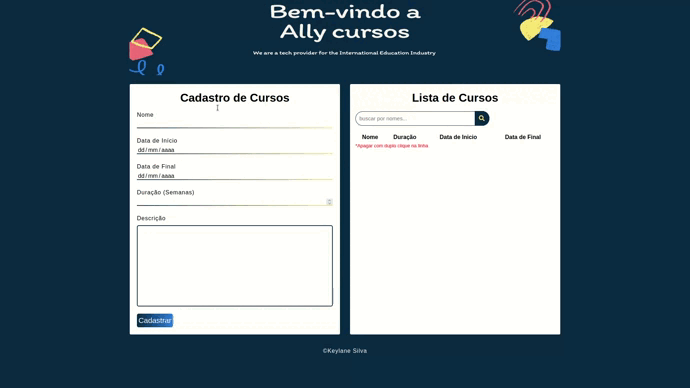 Bem-vindo a
Ally cursos
We are a tech provider for the International Education Industry
Cadastro de Cursos
Nome
Data de Início
dd/mm/aaaa
Data de Final
dd/mm/aaaa
Duração (Semanas)
Descrição
Cadastrar
Lista de Cursos
buscar por nomes...
Nome Duração Data de Inicio Data de Final
*Apagar com duplo clique na linha
©Keylane Silva